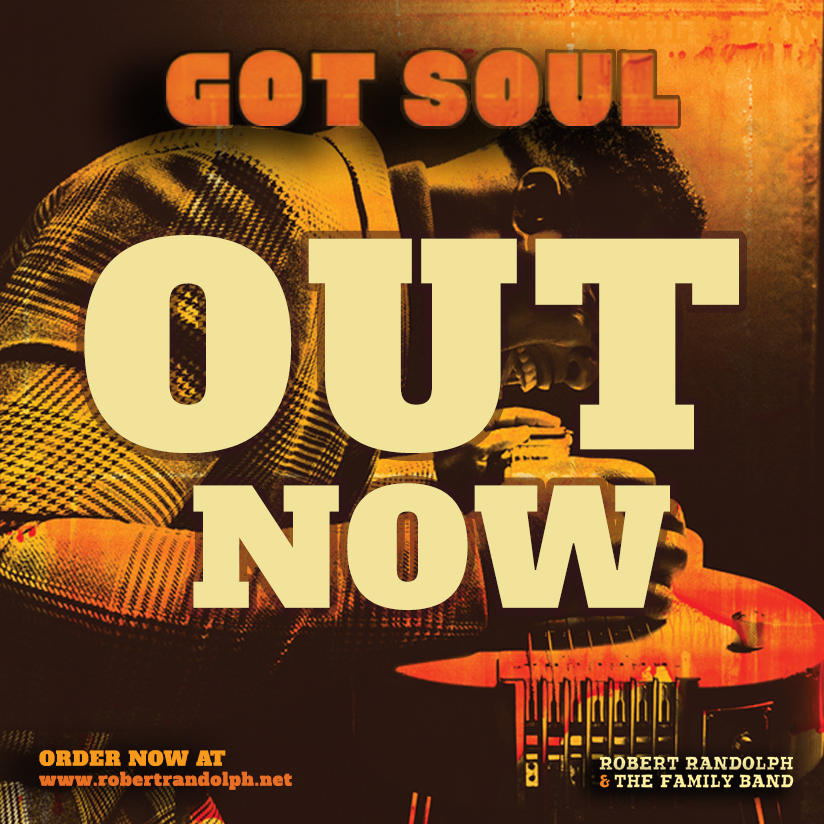 GOT SOUL
OUT
NOW
ORDER NOW AT
www.robertrandolph.net
ROBERT RANDOLPH
& THE FAMILY BAND